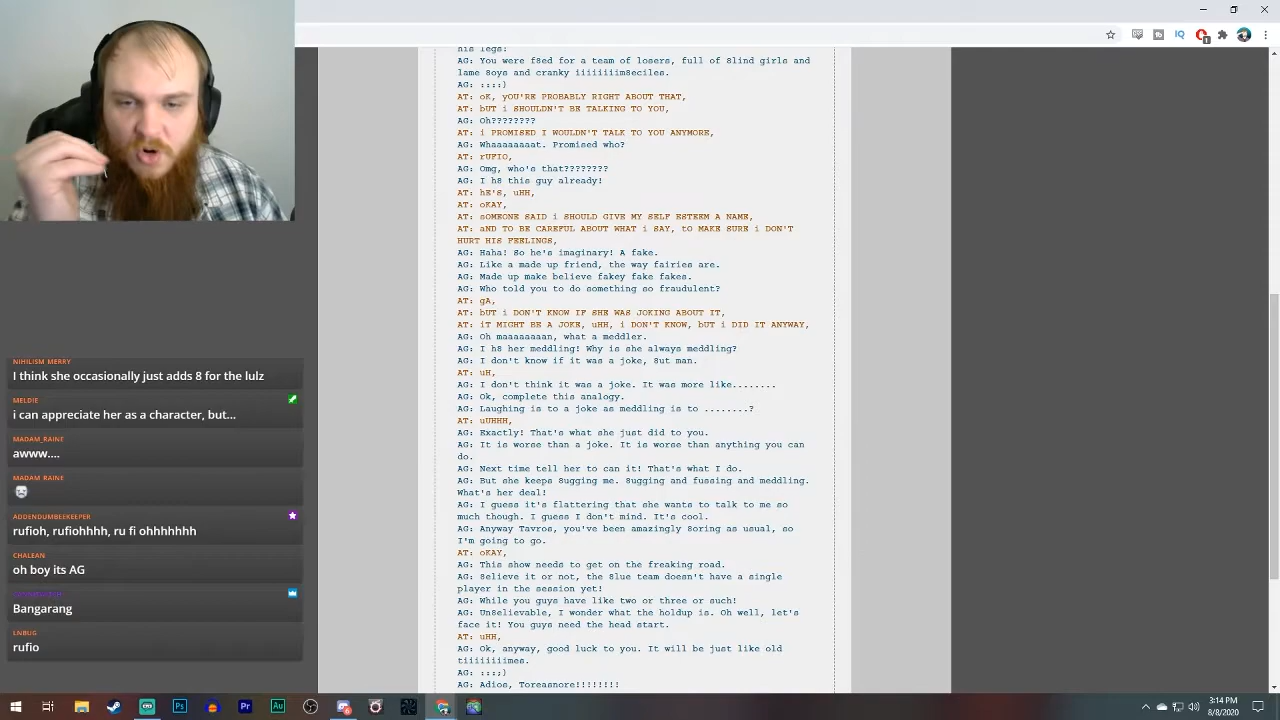 his legs!
AG: You were f8ed for a team of losers, full of 8lind girls and
lame 8oys and cranky iiiiiiiim8eciles.
AG: ::::)
AT: oK, yOU'RE PROBABLY RIGHT ABOUT THAT,
AT: bUT i SHOULDN'T BE TALKING TO YOU,
AG: Oh????????
AT: i PROMISED I WOULDN'T TALK TO YOU ANYMORE,
AG: Whaaaaaaaat. Promised who?
AT: rUFIO,
AG: Omg, who's that????????
AG: I h8 this guy already!
AT: hE'S, uHH,
AT: oKAY,
AT: sOMEONE SAID i SHOULD GIVE MY SELF ESTEEM A NAME,
AT: aND TO BE CAREFUL ABOUT WHAT i SAY, tO MAKE SURE i DON'T
HURT HIS FEELINGS,
AG: Haha! So he's imaginary! A fake.
AG: Like a made up friend, the way fairies are.
AG: Made up make believe fakey fake fakes.
AG: Who told you to do something so fraudulent?
AT: gA,
AT: bUT i DON'T KNOW IF SHE WAS JOKING ABOUT IT,
AT: iT MIGHT BE A JOKE, uHH, i DON'T KNOW, bUT i DID IT ANYWAY,
AG: Oh maaaaaaaan, what a meddler.
AG: I h8 her meddling! Why is she always meddling?
AG: I don't know if it was a joke, 8ut man.
AT: uH,
AG: I don't think it was a joke. It was more like........
AG: Ok, complete this analogy.
AG: Laughing is to a joke as meddling is to ........?
AT: uUHHH,
AG: Exactly! That's what she just did to you.
AG: It is worse than a joke. It is worse than anything you can
do.
AG: Next time tell her to can it! That's what I do.
AG: But she keeps 8ugging me. 8ugging and fussing and meddling.
What's her deal!
AG: I guess it's flattering that she wants to talk to me so
much though. I guess I don't mind. It's cool.
AG: Anyway Tavros, you've been amazingly 8oring as usual, so
I'm going to go.
AT: oKAY,
AG: This show needs to get on the freaking road.
AG: 8elieve it or not, the 8lue team doesn't have a single
player in the session yet!
AG: While you guys have like two or three or such!
AG: Un8elievable, I wonder what the holdup is. Oh well, let's
face it! You guys need the head start.
AT: uHH,
AG: Ok, anyway, good luck to you. It will be just like old
tiiiiiiiimes.
AG: :::;)
AG: Adios, Toreasnore!!!!!!!!
NIHILISM_MERRY
I think she occasionally just adds 8 for the lulz
MELDIE
i can appreciate her as a character, but...
MADAM_RAINE
awww....
MADAM_RAINE
ADDENDUMBEEKEEPER
rufioh, rufiohhhh, ru fi ohhhhhhh
CHALEAN
oh boy its AG
Bangarang
LNBUG
rufio
IQ
1
Ps
Pr
Au
3:14 PM
8/8/2020